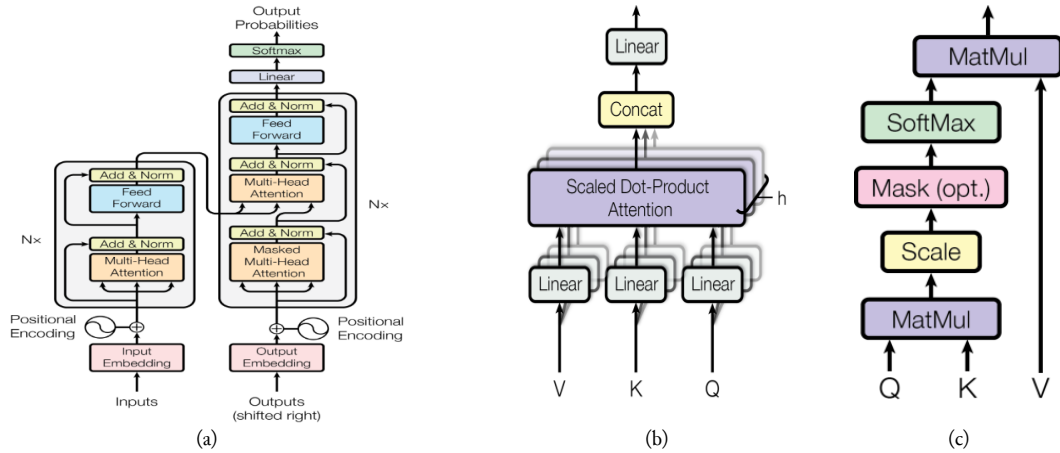 Output
Probabilities
Softmax
Linear
Add & Norm
Feed
Forward
Add & Norm
Multi-Head
Attention
Nx
Add & Norm
Masked
Multi-Head
Attention
Add & Norm
Feed
Forward
Nx
Add & Norm
Multi-Head
Attention
Positional
Encoding
Positional
Encoding
Input
Embedding
Output
Embedding
Inputs
Outputs
(shifted right)
(a)
Linear
Concat
Scaled Dot-Product
Attention
h
Linear
Linear
Linear
V
K
Q
(b)
MatMul
SoftMax
Mask (opt.)
Scale
MatMul
Q
K
V
(c)